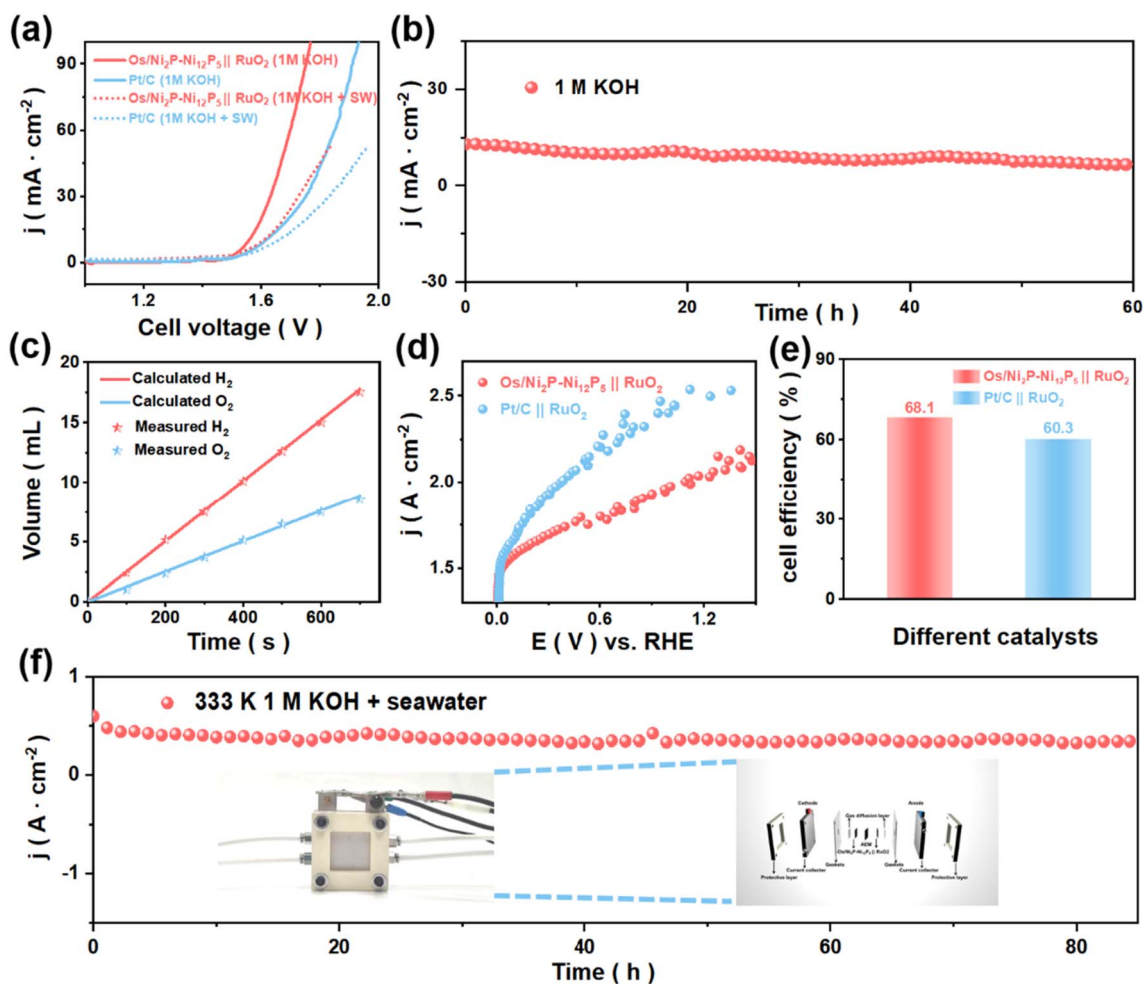 (a)
Os/Ni₂P-Ni₁₂P₅|| RuO₂ (1M KOH)
Pt/C (1M KOH)
Os/Ni₂P-Ni₁₂P₅|| RuO₂ (1M KOH + SW)
Pt/C (1M KOH + SW)
j ( mA · cm⁻²)
90
60
30
0
1.2
1.6
2.0
Cell voltage ( V )
(b)
1 M KOH
j ( mA · cm⁻²)
30
0
-30
0
20
40
60
Time ( h )
(c)
Calculated H₂
Calculated O₂
Measured H₂
Measured O₂
Volume ( mL )
20
15
10
5
0
0
200
400
600
Time ( s )
(d)
Os/Ni₂P-Ni₁₂P₅ || RuO₂
Pt/C || RuO₂
j ( A · cm⁻²)
2.5
2.0
1.5
0.0
0.6
1.2
E ( V ) vs. RHE
(e)
Os/Ni₂P-Ni₁₂P₅ || RuO₂
Pt/C || RuO₂
68.1
60.3
cell efficiency ( % )
90
60
30
0
Different catalysts
(f)
333 K 1 M KOH + seawater
j ( A · cm⁻²)
1
0
-1
Cathode
Anode
Gas diffusion layer
AEM
Os/Ni₂P-Ni₁₂P₅ || RuO2
Gaskets
Gaskets
Current collector
Current collector
Protective layer
Protective layer
0
20
40
60
80
Time ( h )